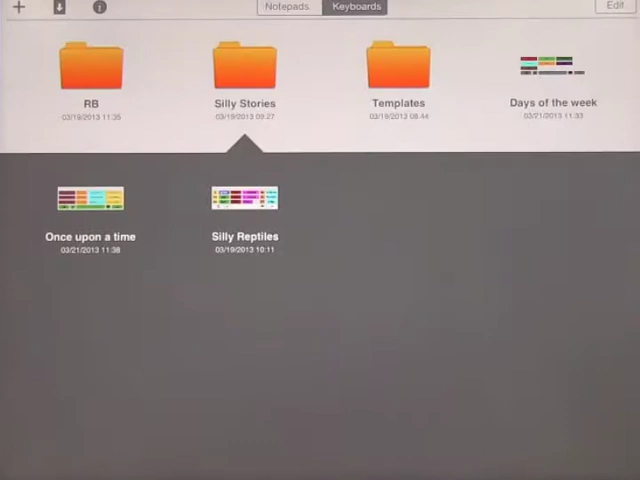 Notepads Keyboards Edit
RB Silly Stories Templates Days of the week
03/19/2013 11:35 03/19/2013 09:27 03/19/2013 08:44 03/21/2013 11:33
Once upon a time Silly Reptiles
03/21/2013 11:38 03/19/2013 10:11